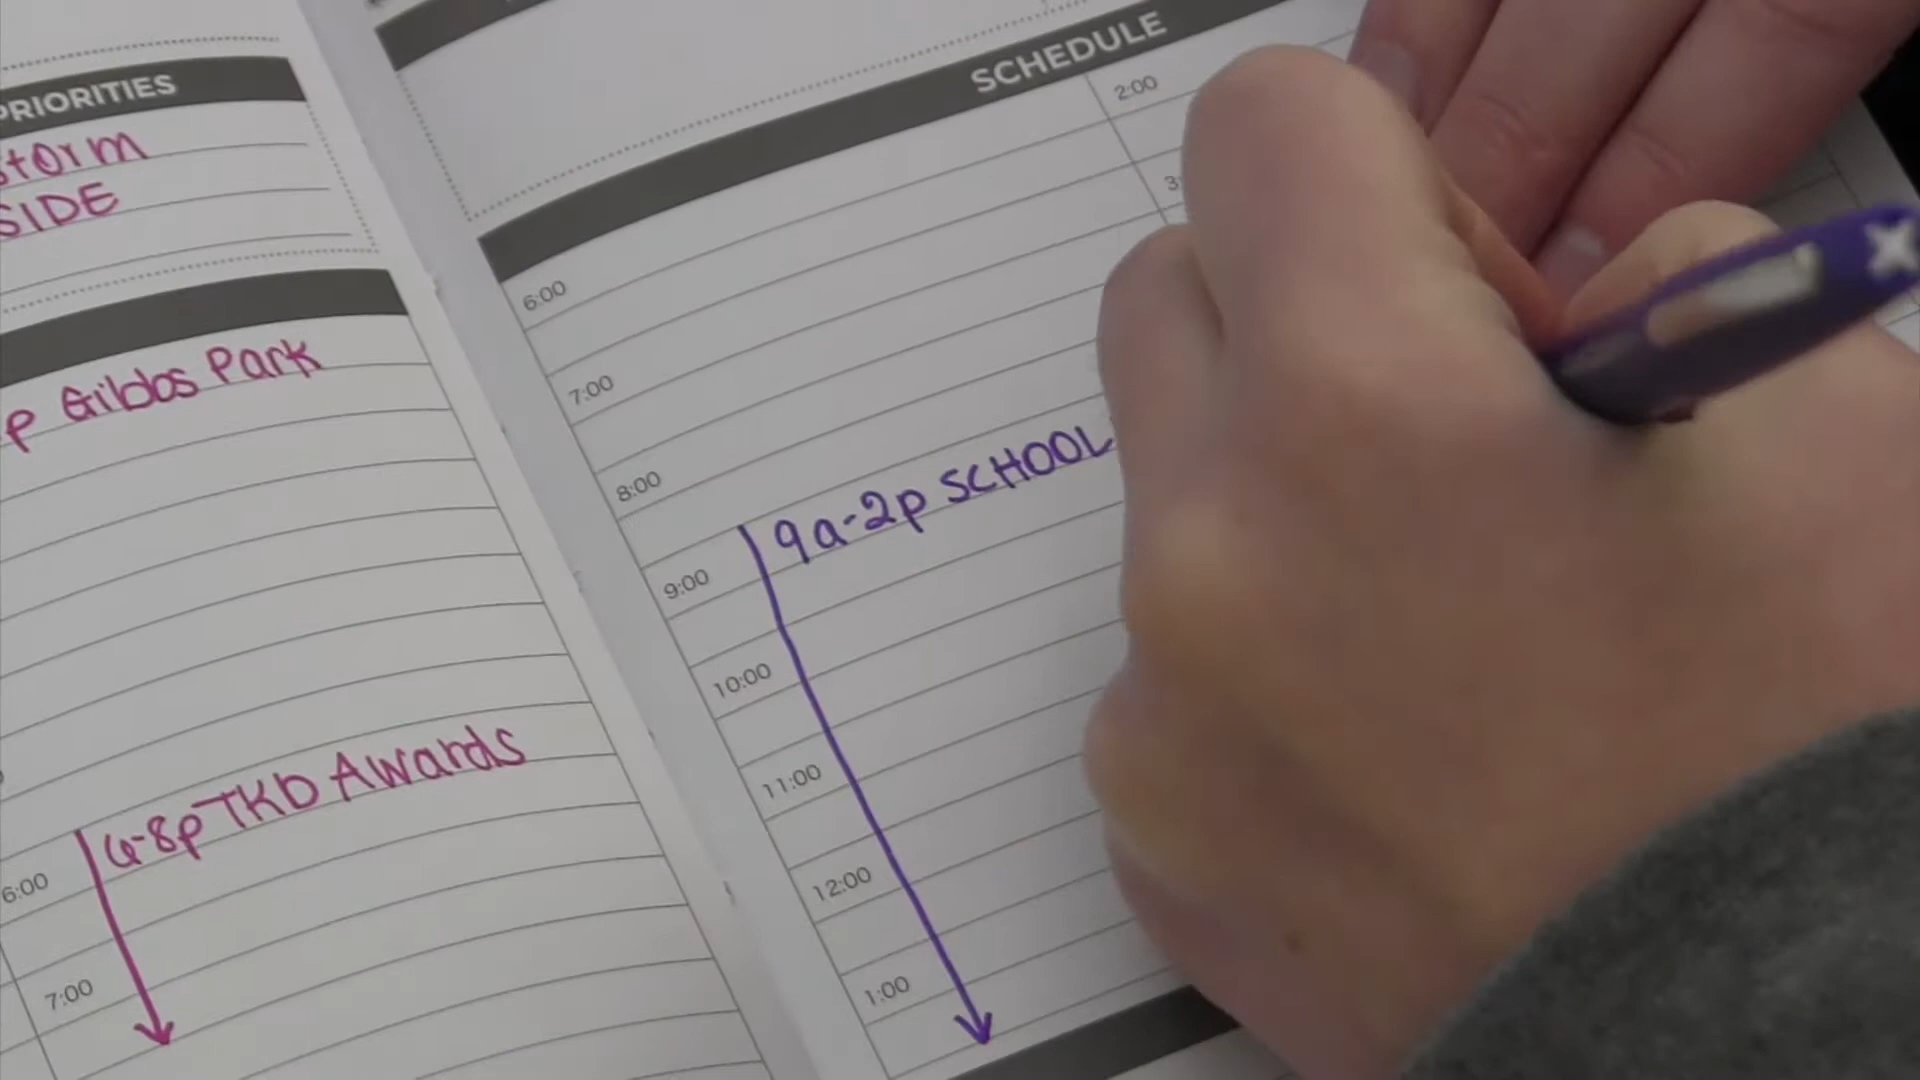 PRIORITIES
SIDE
p Gibbs Park
6-8p TKD Awards
6:00
7:00
SCHEDULE
6:00
7:00
8:00
9a-2p SCHOOL
9:00
10:00
11:00
12:00
1:00
2:00